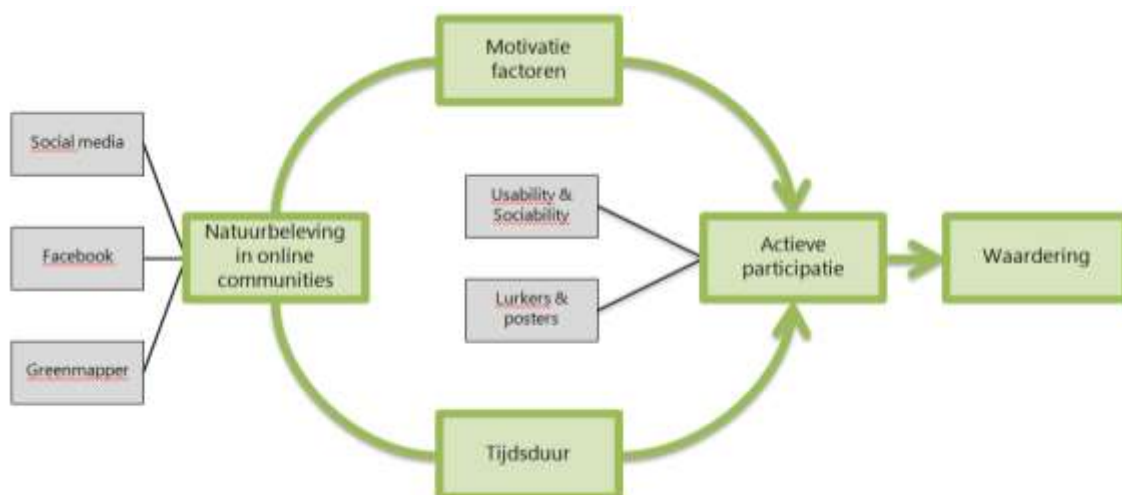 Motivatie
factoren
Social media
Usability &
Sociability
Natuurbeleving
in online
communities
Facebook
Actieve
participatie
Waardering
Lurkers &
posters
Greenmapper
Tijdsduur